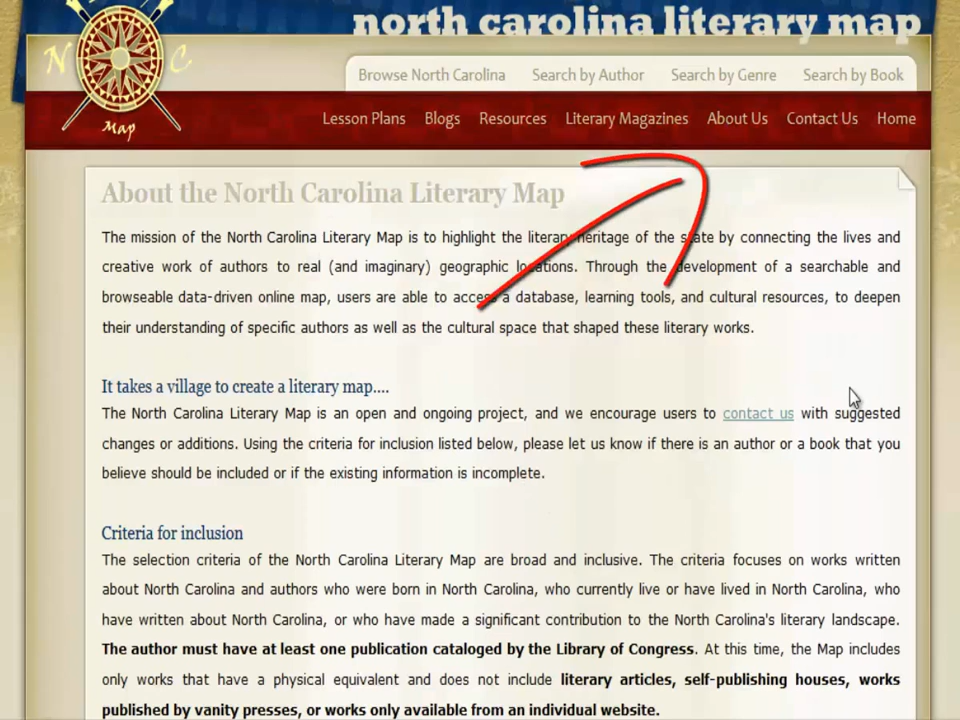 north carolina literary map
N C
Map
Browse North Carolina Search by Author Search by Genre Search by Book
Lesson Plans Blogs Resources Literary Magazines About Us Contact Us Home
About the North Carolina Literary Map
The mission of the North Carolina Literary Map is to highlight the literary heritage of the state by connecting the lives and
creative work of authors to real (and imaginary) geographic locations. Through the development of a searchable and
browseable data-driven online map, users are able to access a database, learning tools, and cultural resources, to deepen
their understanding of specific authors as well as the cultural space that shaped these literary works.
It takes a village to create a literary map....
The North Carolina Literary Map is an open and ongoing project, and we encourage users to contact us with suggested
changes or additions. Using the criteria for inclusion listed below, please let us know if there is an author or a book that you
believe should be included or if the existing information is incomplete.
Criteria for inclusion
The selection criteria of the North Carolina Literary Map are broad and inclusive. The criteria focuses on works written
about North Carolina and authors who were born in North Carolina, who currently live or have lived in North Carolina, who
have written about North Carolina, or who have made a significant contribution to the North Carolina's literary landscape.
The author must have at least one publication cataloged by the Library of Congress. At this time, the Map includes
only works that have a physical equivalent and does not include literary articles, self-publishing houses, works
published by vanity presses, or works only available from an individual website.